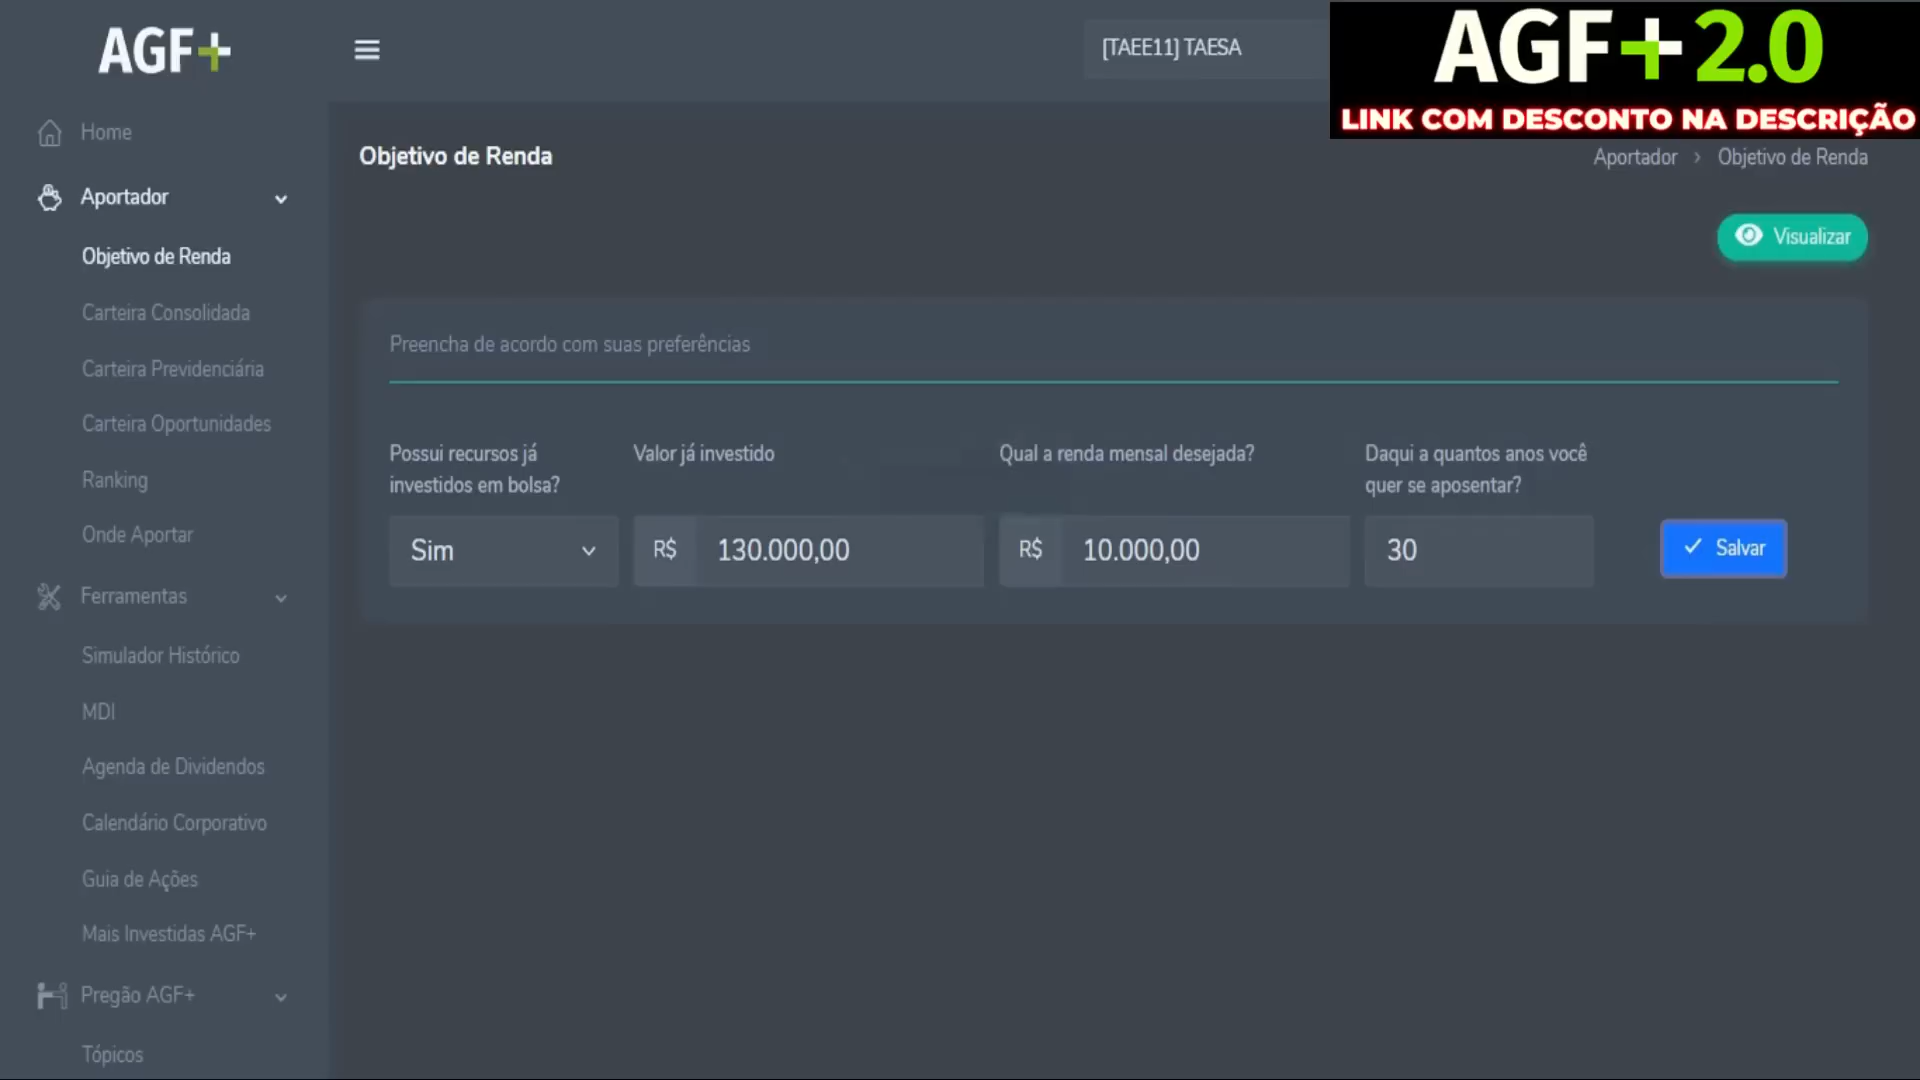 AGF+
[TAEE11] TAESA
AGF+2.0
LINK COM DESCONTO NA DESCRIÇÃO
Home
Aportador
Objetivo de Renda
Carteira Consolidada
Carteira Previdenciária
Carteira Oportunidades
Ranking
Onde Aportar
Ferramentas
Simulador Histórico
MDI
Agenda de Dividendos
Calendário Corporativo
Guia de Ações
Mais Investidas AGF+
Pregão AGF+
Tópicos
Objetivo de Renda
Aportador > Objetivo de Renda
Visualizar
Preencha de acordo com suas preferências
Possui recursos já
investidos em bolsa?
Sim
Valor já investido
R$ 130.000,00
Qual a renda mensal desejada?
R$ 10.000,00
Daqui a quantos anos você
quer se aposentar?
30
Salvar